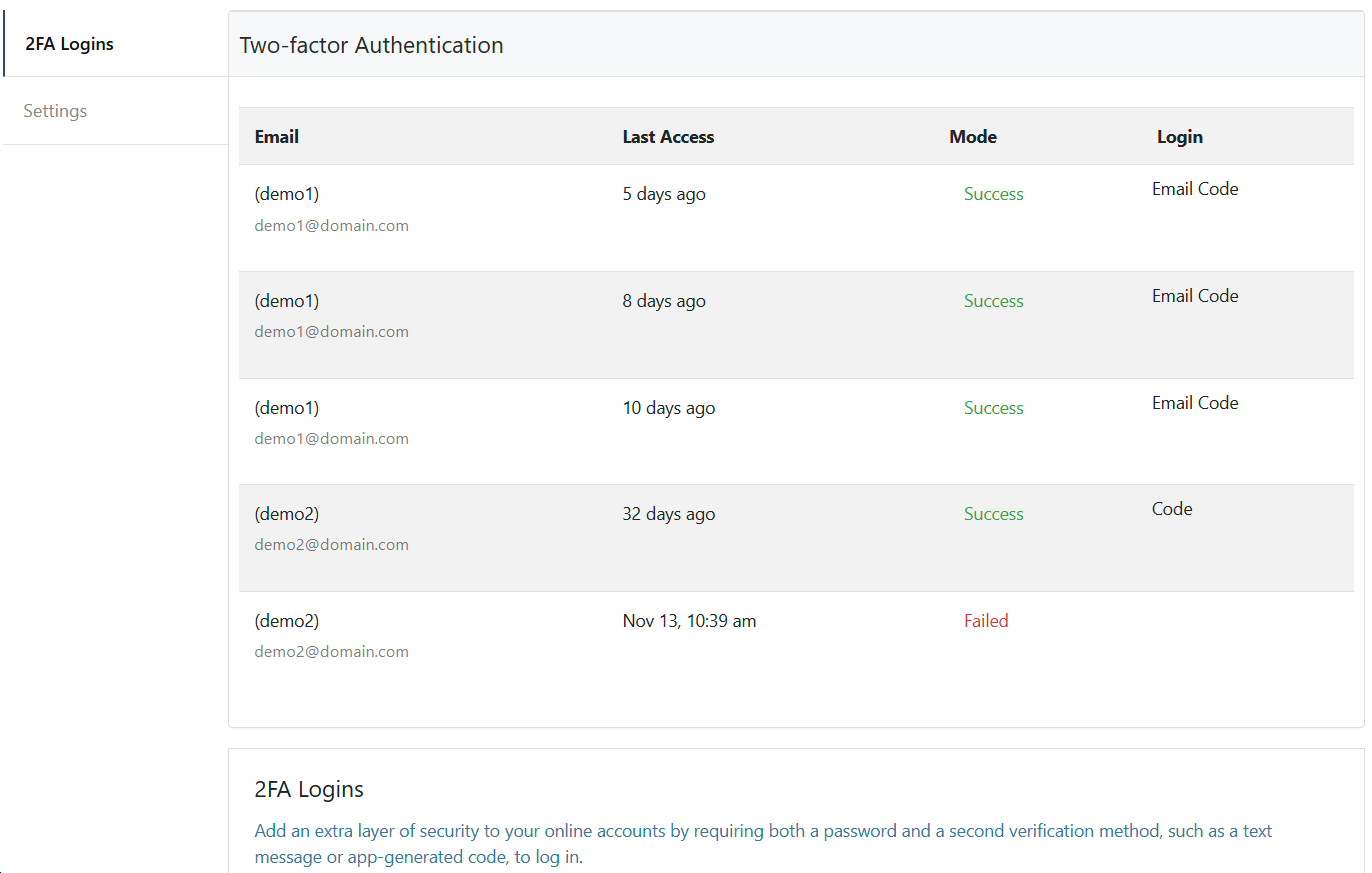 2FA Logins
Settings
Two-factor Authentication
Email Last Access Mode Login
(demo1) 5 days ago Success Email Code
demo1@domain.com
(demo1) 8 days ago Success Email Code
demo1@domain.com
(demo1) 10 days ago Success Email Code
demo1@domain.com
(demo2) 32 days ago Success Code
demo2@domain.com
(demo2) Nov 13, 10:39 am Failed
demo2@domain.com
2FA Logins
Add an extra layer of security to your online accounts by requiring both a password and a second verification method, such as a text
message or app-generated code, to log in.